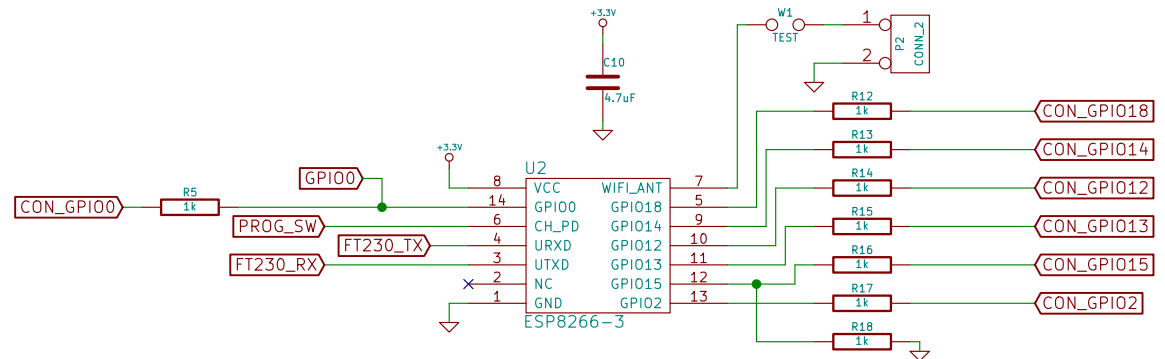 +3.3V
C10
4.7uF
W1
TEST
1
2
P2
CONN_2
R12
1k
CON_GPIO18
R13
1k
CON_GPIO14
R14
1k
CON_GPIO12
R15
1k
CON_GPIO13
R16
1k
CON_GPIO15
R17
1k
CON_GPIO2
R18
1k
+3.3V
GPIO0
R5
1k
CON_GPIO0
PROG_SW
FT230_TX
FT230_RX
U2
8 VCC WIFI_ANT 7
14 GPIO0 GPIO18 5
6 CH_PD GPIO14 9
4 URXD GPIO12 10
3 UTXD GPIO13 11
2 NC GPIO15 12
1 GND GPIO2 13
ESP8266-3